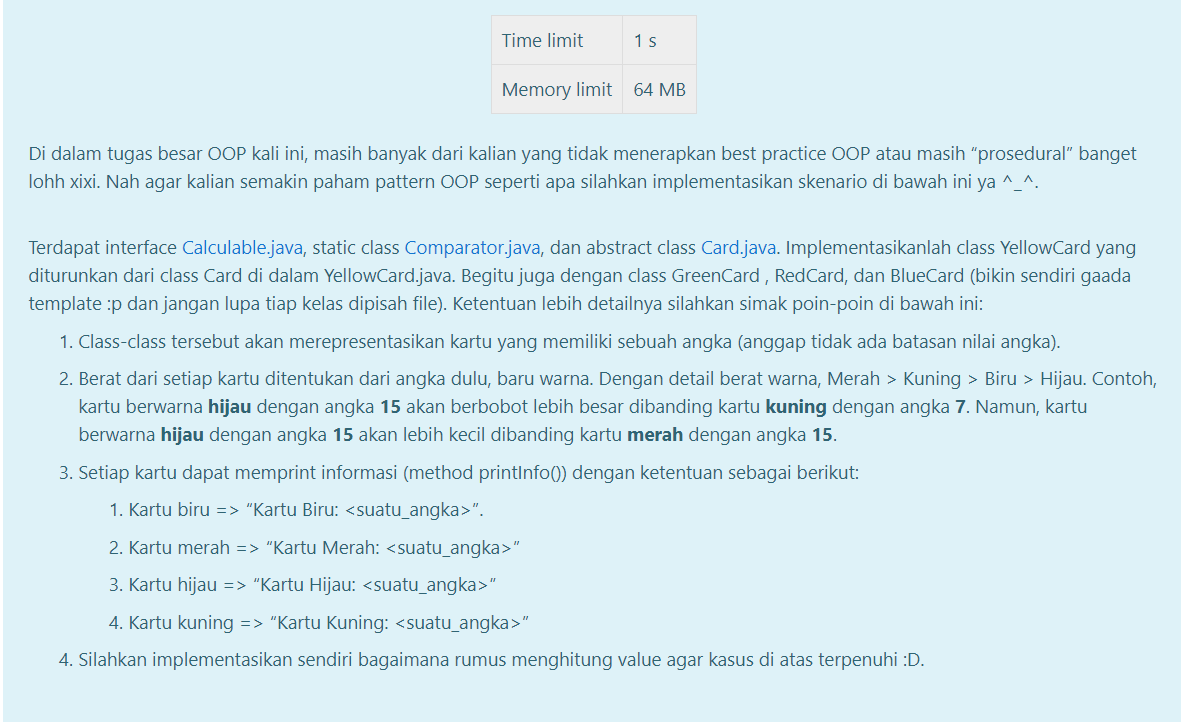 Time limit 1 s
Memory limit 64 MB
Di dalam tugas besar OOP kali ini, masih banyak dari kalian yang tidak menerapkan best practice OOP atau masih “prosedural” banget
lohh xixi. Nah agar kalian semakin paham pattern OOP seperti apa silahkan implementasikan skenario di bawah ini ya ^_^.
Terdapat interface Calculable.java, static class Comparator.java, dan abstract class Card.java. Implementasikanlah class YellowCard yang
diturunkan dari class Card di dalam YellowCard.java. Begitu juga dengan class GreenCard , RedCard, dan BlueCard (bikin sendiri gaada
template :p dan jangan lupa tiap kelas dipisah file). Ketentuan lebih detailnya silahkan simak poin-poin di bawah ini:
1. Class-class tersebut akan merepresentasikan kartu yang memiliki sebuah angka (anggap tidak ada batasan nilai angka).
2. Berat dari setiap kartu ditentukan dari angka dulu, baru warna. Dengan detail berat warna, Merah > Kuning > Biru > Hijau. Contoh,
kartu berwarna hijau dengan angka 15 akan berbobot lebih besar dibanding kartu kuning dengan angka 7. Namun, kartu
berwarna hijau dengan angka 15 akan lebih kecil dibanding kartu merah dengan angka 15.
3. Setiap kartu dapat memprint informasi (method printInfo()) dengan ketentuan sebagai berikut:
1. Kartu biru => “Kartu Biru: <suatu_angka>”.
2. Kartu merah => “Kartu Merah: <suatu_angka>”
3. Kartu hijau => “Kartu Hijau: <suatu_angka>”
4. Kartu kuning => “Kartu Kuning: <suatu_angka>”
4. Silahkan implementasikan sendiri bagaimana rumus menghitung value agar kasus di atas terpenuhi :D.